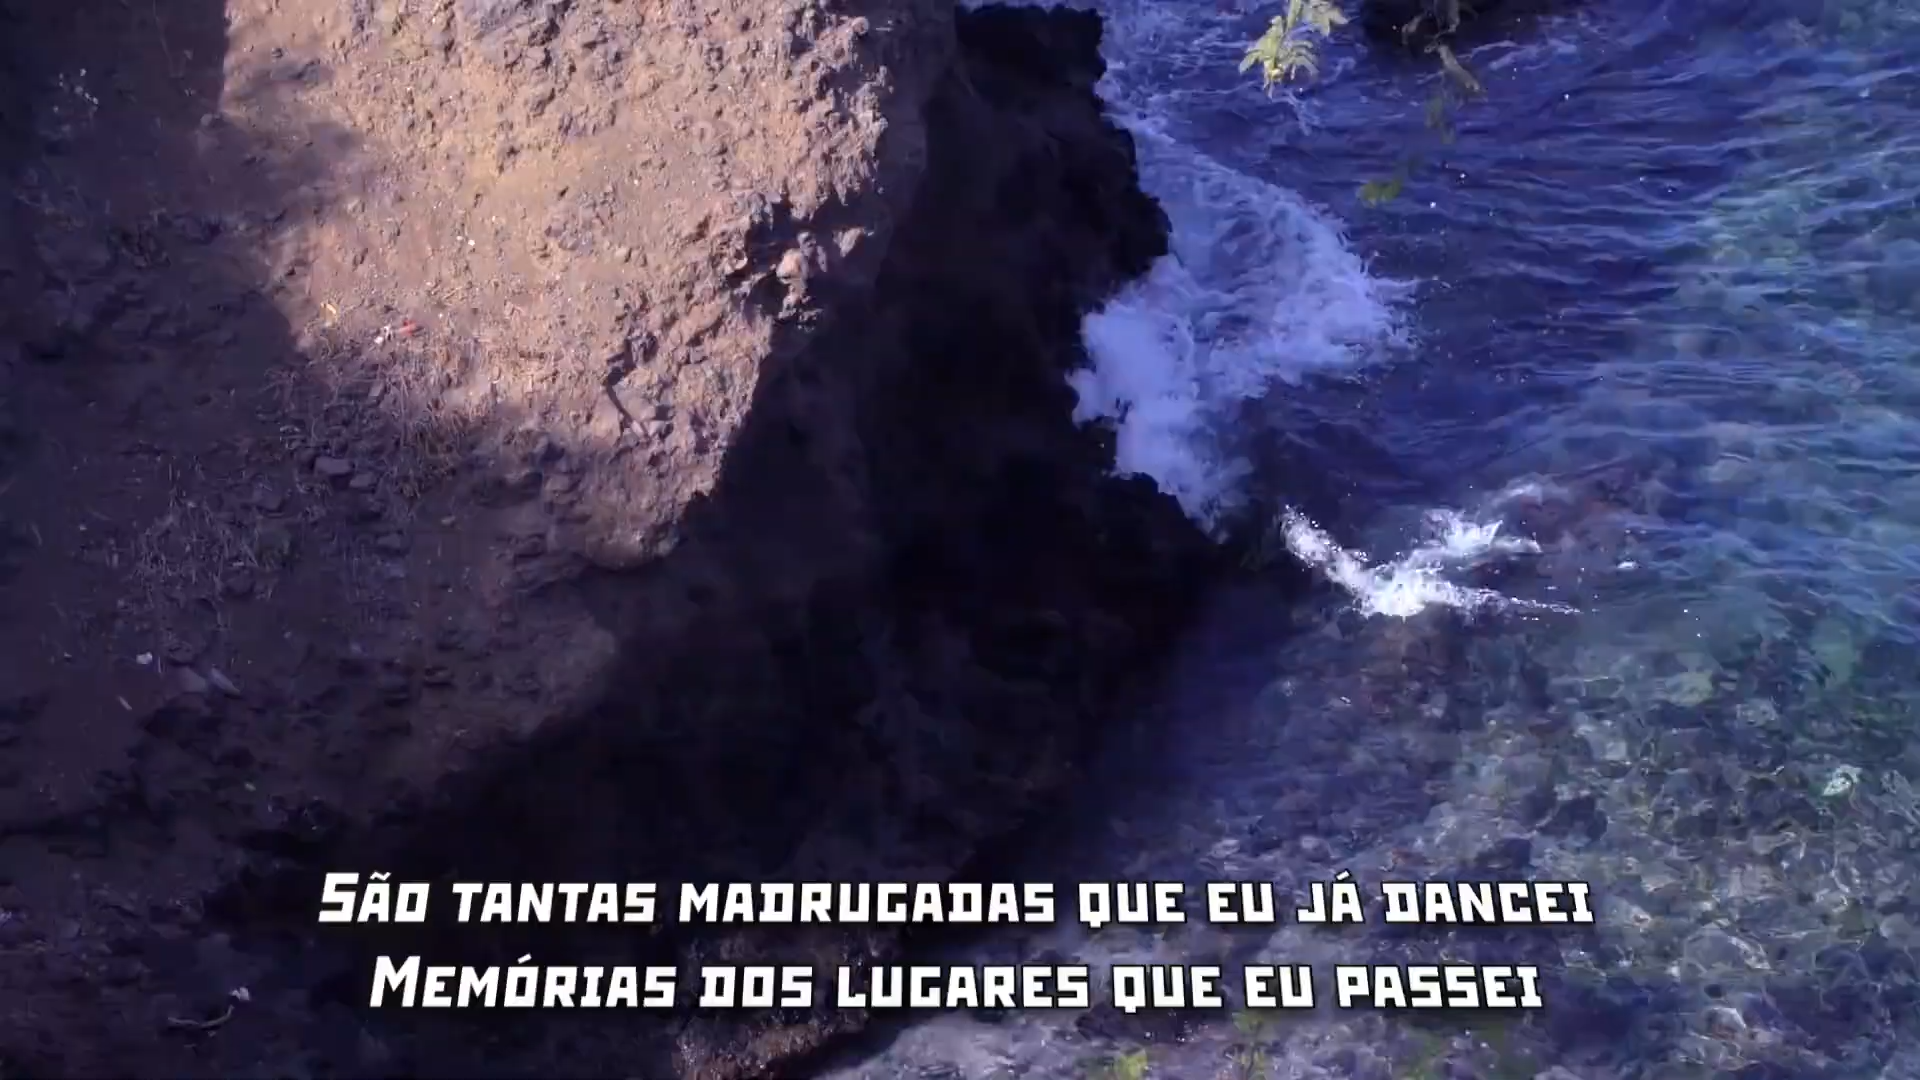 São tantas madrugadas que eu já dancei
Memórias dos lugares que eu passei